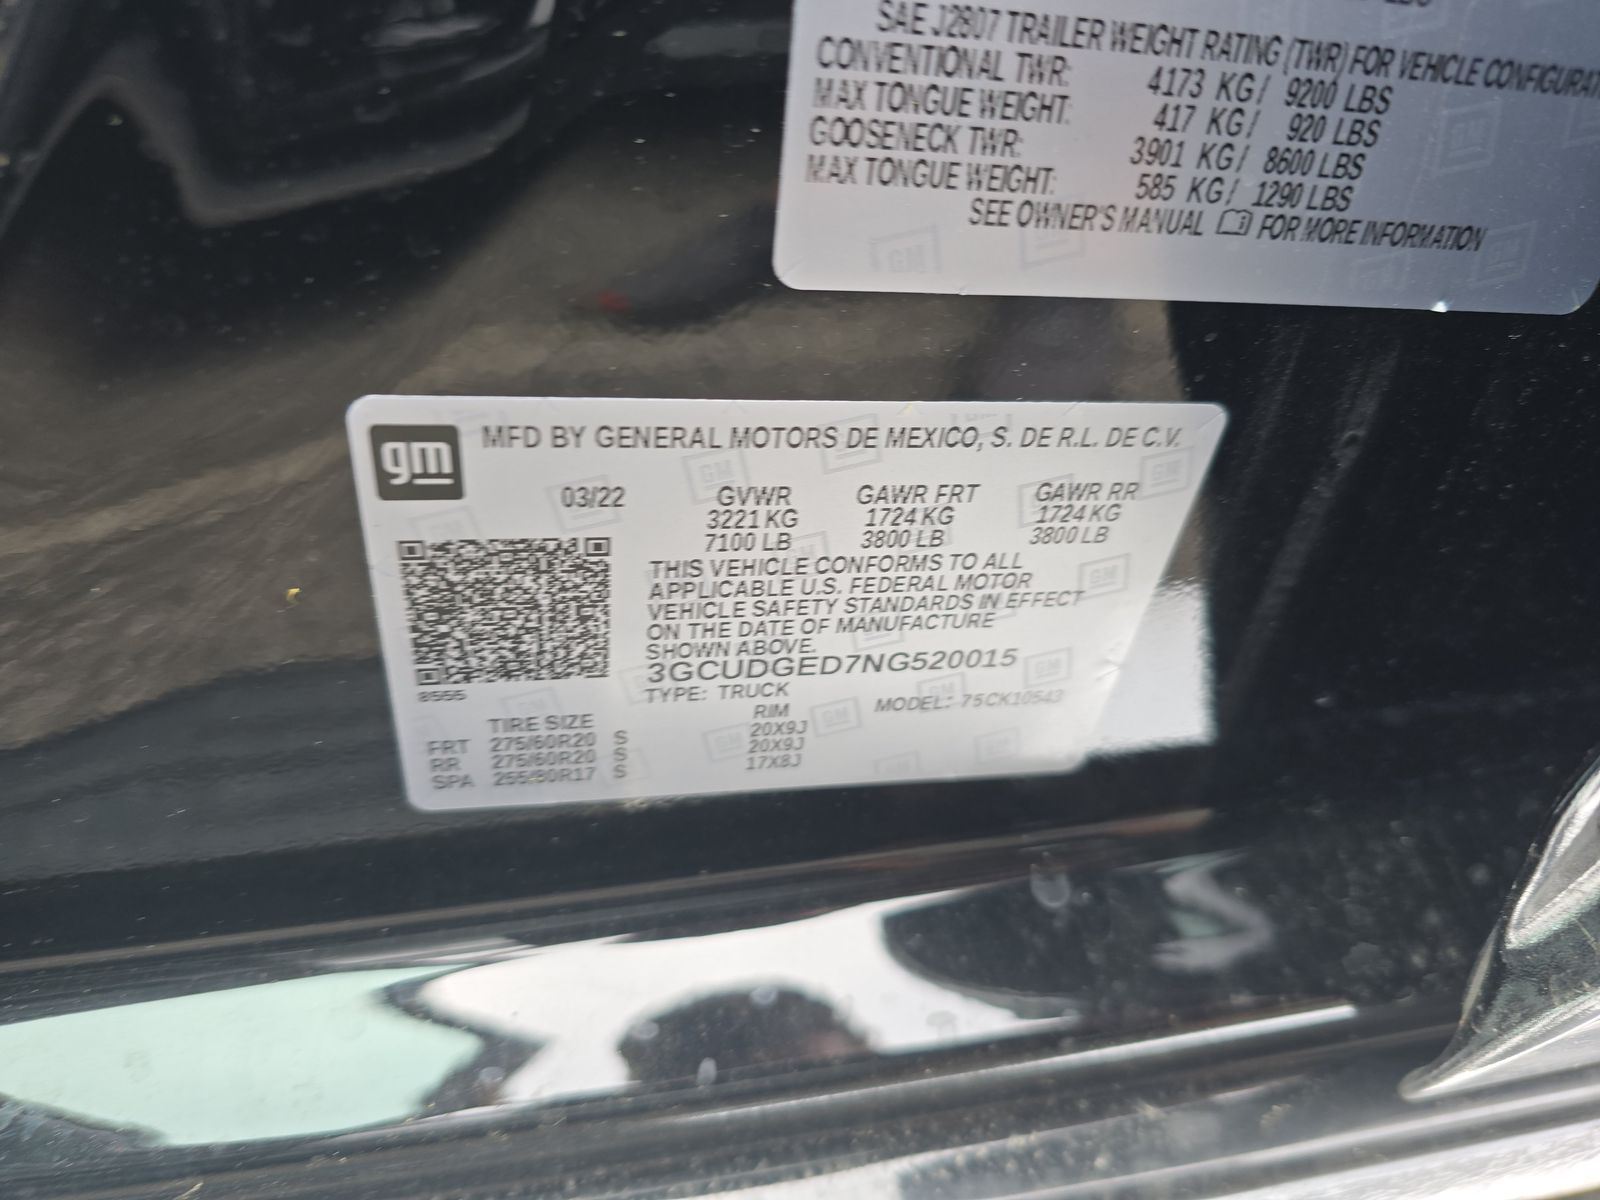 SAE J2807 TRAILER WEIGHT RATING (TWR) FOR VEHICLE
CONVENTIONAL TWR: 4173 KG/ 9200 LBS
MAX TONGUE WEIGHT: 417 KG/ 920 LBS
GOOSENECK TWR: 3901 KG/ 8600 LBS
MAX TONGUE WEIGHT: 585 KG/ 1290 LBS
SEE OWNER'S MANUAL FOR MORE INFORMATION
gm MFD BY GENERAL MOTORS DE MEXICO, S. DE R.L. DE C.V.
03/22 GVWR GAWR FRT GAWR RR
3221 KG 1724 KG 1724 KG
7100 LB 3800 LB 3800 LB
THIS VEHICLE CONFORMS TO ALL
APPLICABLE U.S. FEDERAL MOTOR
VEHICLE SAFETY STANDARDS IN EFFECT
ON THE DATE OF MANUFACTURE
SHOWN ABOVE.
3GCUDGED7NG520015
8555
TYPE: TRUCK MODEL: 75CK10543
TIRE SIZE RIM
FRT 275/60R20 S 20X9J
RR 275/60R20 S 20X9J
SPA 255/80R17 S 17X8J